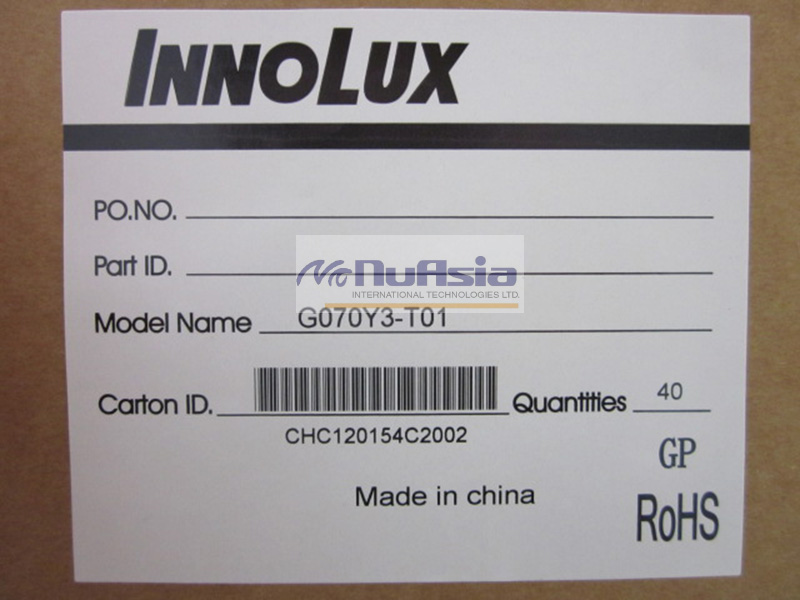 INNOLUX
PO.NO.
Part ID.
NuAsia
INTERNATIONAL TECHNOLOGIES LTD.
Model Name G070Y3-T01
Carton ID. Quantities 40
CHC120154C2002
GP
Made in china
RoHS